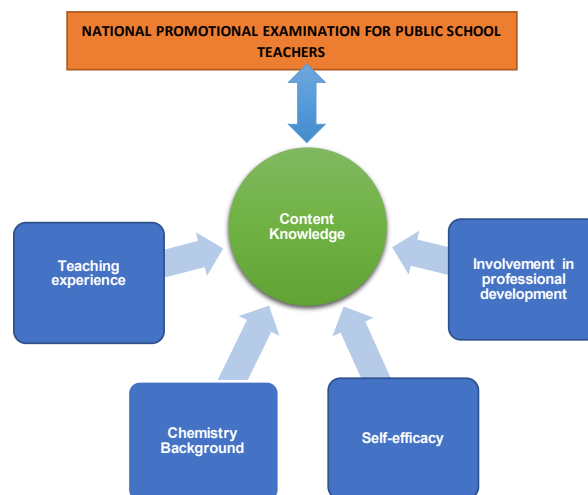 NATIONAL PROMOTIONAL EXAMINATION FOR PUBLIC SCHOOL
TEACHERS
Content
Knowledge
Teaching
experience
Involvement in
professional
development
Chemistry
Background
Self-efficacy